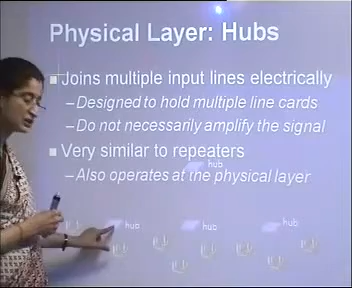 Physical Layer: Hubs
Joins multiple input lines electrically
–Designed to hold multiple line cards
–Do not necessarily amplify the signal
Very similar to repeaters
–Also operates at the physical layer
hub
hub
hub
hub